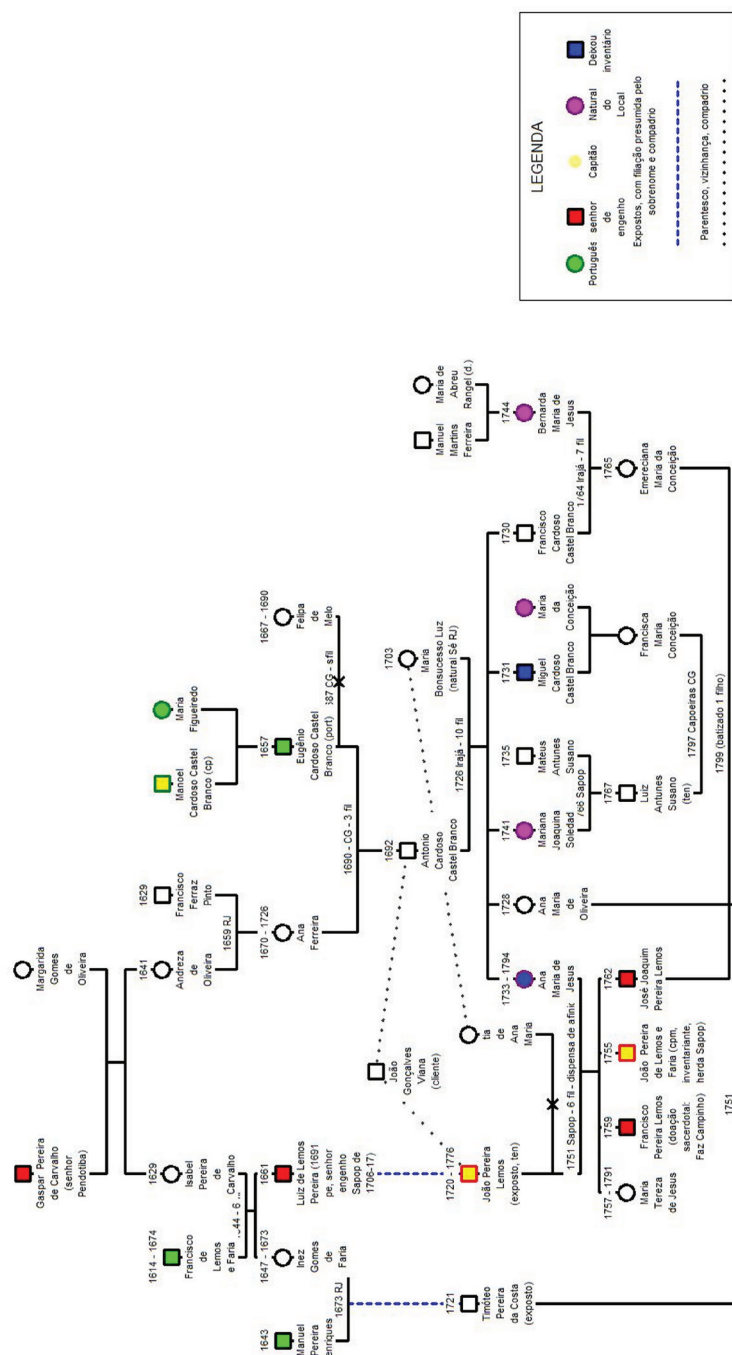 Gaspar Pereira
de Carvalho
(senhor
Pendotiba)
Margarida
Gomes
de
Oliveira
1614 - 1674
Francisco
de
Lemos
e Faria
1629
Isabel
Pereira
de
Carvalho
1641
Andreza
de
Oliveira
1629
Francisco
Ferraz
Pinto
1659 RJ
Manoel
Cardoso Castel
Branco (cp)
Maria
Figueiredo
1643
Manuel
Pereira
1647 - 1673
Inez
Gomes
de
Faria
1673 RJ
1661
Luiz de Lemos
Pereira (1691
pe, senhor
engenho
Sapop de
1706-17)
1670 - 1726
Ana
Ferreira
1657
Eugênio
Cardoso Castel
Branco (port)
1667 - 1690
Felipa
de
Melo
1690 - CG - 3 fil
João
Gonçalves
Viana
(cliente)
1692
Antonio
Cardoso
Castel Branco
1703
Maria
Bonsucesso Luz
(natural Sé RJ)
1726 Irajá - 10 fil
Manuel
Martins
Ferreira
Maria de
Abreu
Rangel (d.)
1721
Timóteo
Pereira
da Costa
(exposto)
1720 - 1776
João Pereira
Lemos
(exposto, ten)
tia de
Ana
Maria
1733 - 1794
Ana
Maria de
Jesus
1728
Ana
Maria de
Oliveira
1741
Mariana
Joaquina
Soledad
1735
Mateus
Antunes
Susano
1731
Miguel
Cardoso
Castel Branco
Maria
da
Conceição
1730
Francisco
Cardoso
Castel Branco
1744
Bernarda
Maria de
Jesus
1751 Sapop - 6 fil - dispensa de afinid
1764 Irajá - 7 fil
1757 - 1791
Maria
Tereza
de Jesus
1759
Francisco
Pereira Lemos
(doação
sacerdotal:
Faz Campinho)
1755
João Pereira
de Lemos e
Faria (cpm,
inventariante,
herda Sapop)
1762
José Joaquim
Pereira Lemos
1767
Luiz
Antunes
Susano
(ten)
Francisca
Maria
Conceição
1765
Emereciana
Maria da
Conceição
1797 Capoeiras CG
1799 (batizado 1 filho)
1751
LEGENDA
Português
senhor
de
engenho
Capitão
Natural
do
Local
Deixou
inventário
Expostos, com filiação presumida pelo
sobrenome e compadrio
Parentesco, vizinhança, compadrio